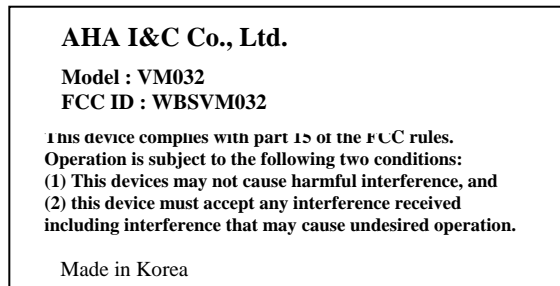 AHA I&C Co., Ltd.
Model : VM032
FCC ID : WBSVM032
This device complies with part 15 of the FCC rules.
Operation is subject to the following two conditions:
(1) This devices may not cause harmful interference, and
(2) this device must accept any interference received
including interference that may cause undesired operation.
Made in Korea